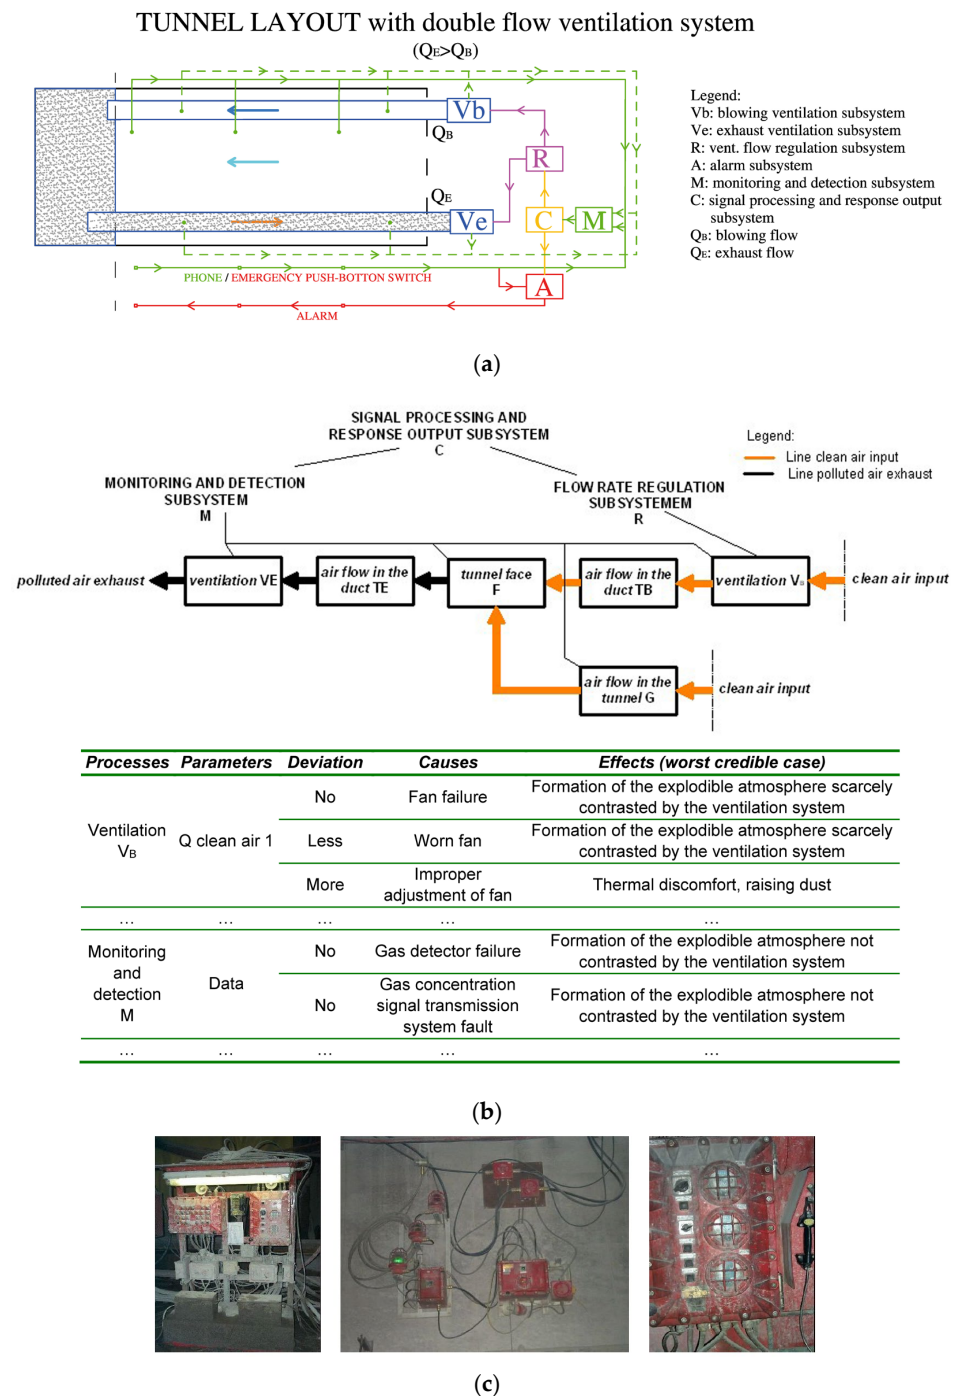 TUNNEL LAYOUT with double flow ventilation system
(QE>QB)
Vb
QB
R
QE
Ve
C
M
PHONE / EMERGENCY PUSH-BOTTON SWITCH
A
ALARM
Legend:
Vb: blowing ventilation subsystem
Ve: exhaust ventilation subsystem
R: vent. flow regulation subsystem
A: alarm subsystem
M: monitoring and detection subsystem
C: signal processing and response output
subsystem
QB: blowing flow
QE: exhaust flow
(a)
SIGNAL PROCESSING AND
RESPONSE OUTPUT SUBSYSTEM
C
Legend:
Line clean air input
Line polluted air exhaust
MONITORING AND DETECTION
SUBSYSTEM
M
FLOW RATE REGULATION
SUBSYSTEMEM
R
polluted air exhaust
ventilation VE
air flow in the
duct TE
tunnel face
F
air flow in the
duct TB
ventilation VB
clean air input
air flow in the
tunnel G
clean air input
Processes Parameters Deviation Causes Effects (worst credible case)
Ventilation
VB
Q clean air 1
No Fan failure Formation of the explodible atmosphere scarcely
contrasted by the ventilation system
Less Worn fan Formation of the explodible atmosphere scarcely
contrasted by the ventilation system
More Improper
adjustment of fan
Thermal discomfort, raising dust
... ... ... ... ...
Monitoring
and
detection
M
Data
No Gas detector failure Formation of the explodible atmosphere not
contrasted by the ventilation system
No Gas concentration
signal transmission
system fault
Formation of the explodible atmosphere not
contrasted by the ventilation system
... ... ... ... ...
(b)
(c)